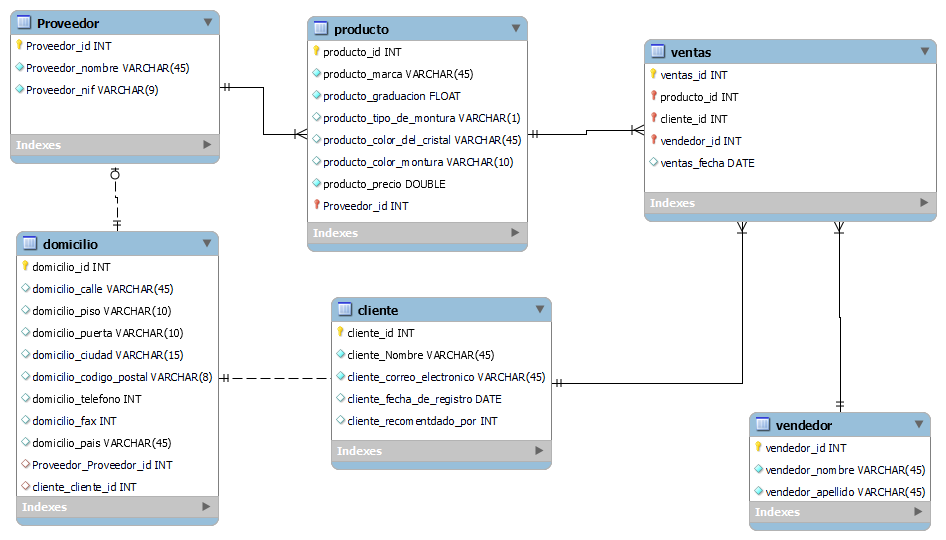 Proveedor
Proveedor_id INT
Proveedor_nombre VARCHAR(45)
Proveedor_nif VARCHAR(9)
Indexes
producto
producto_id INT
producto_marca VARCHAR(45)
producto_graduacion FLOAT
producto_tipo_de_montura VARCHAR(1)
producto_color_del_cristal VARCHAR(45)
producto_color_montura VARCHAR(10)
producto_precio DOUBLE
Proveedor_id INT
Indexes
ventas
ventas_id INT
producto_id INT
cliente_id INT
vendedor_id INT
ventas_fecha DATE
Indexes
domicilio
domicilio_id INT
domicilio_calle VARCHAR(45)
domicilio_piso VARCHAR(10)
domicilio_puerta VARCHAR(10)
domicilio_ciudad VARCHAR(15)
domicilio_codigo_postal VARCHAR(8)
domicilio_telefono INT
domicilio_fax INT
domicilio_pais VARCHAR(45)
Proveedor_Proveedor_id INT
cliente_cliente_id INT
Indexes
cliente
cliente_id INT
cliente_Nombre VARCHAR(45)
cliente_correo_electronico VARCHAR(45)
cliente_fecha_de_registro DATE
cliente_recomentdado_por INT
Indexes
vendedor
vendedor_id INT
vendedor_nombre VARCHAR(45)
vendedor_apellido VARCHAR(45)
Indexes